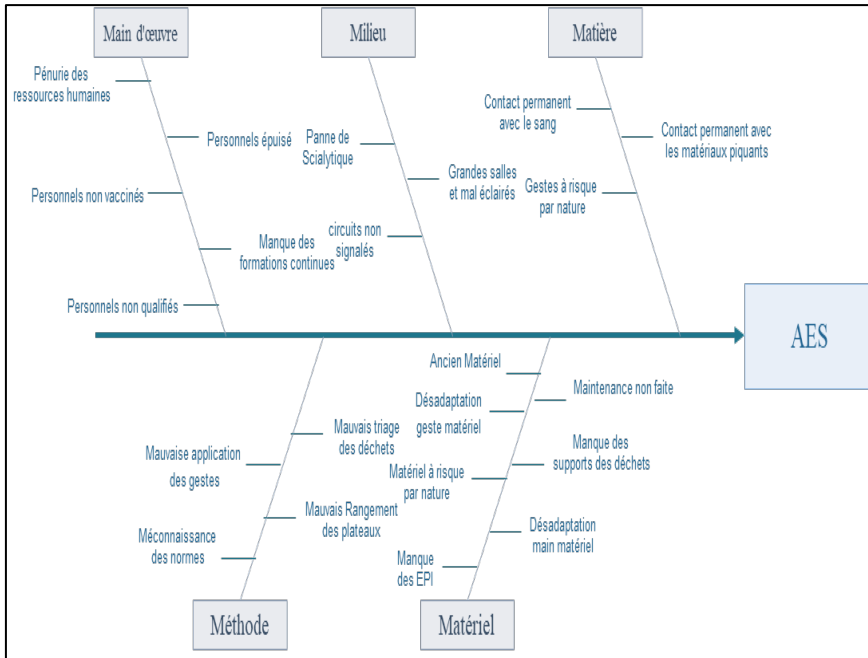 Main d'œuvre
Milieu
Matière
Pénurie des
ressources humaines
Personnels épuisé
Personnels non vaccinés
Manque des
formations continues
Personnels non qualifiés
Panne de
Scialytique
Grandes salles
et mal éclairés
circuits non
signalés
Contact permanent
avec le sang
Contact permanent avec
les matériaux piquants
Gestes à risque
par nature
AES
Mauvais triage
des déchets
Mauvaise application
des gestes
Mauvais Rangement
des plateaux
Méconnaissance
des normes
Ancien Matériel
Maintenance non faite
Désadaptation
geste matériel
Manque des
supports des déchets
Matériel à risque
par nature
Désadaptation
main matériel
Manque
des EPI
Méthode
Matériel